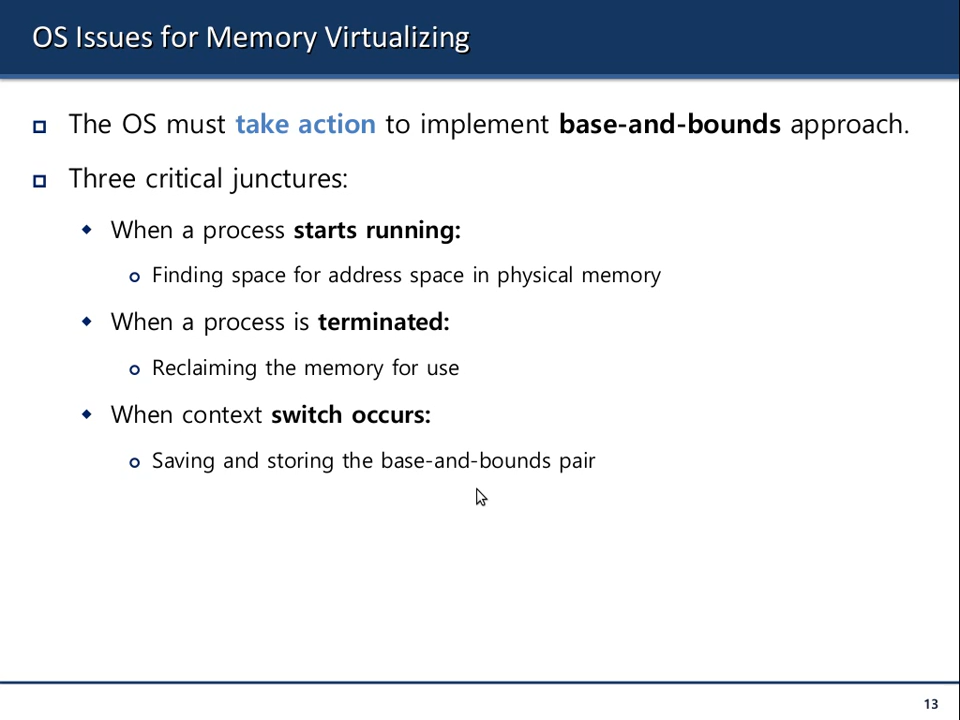 OS Issues for Memory Virtualizing
The OS must take action to implement base-and-bounds approach.
Three critical junctures:
When a process starts running:
Finding space for address space in physical memory
When a process is terminated:
Reclaiming the memory for use
When context switch occurs:
Saving and storing the base-and-bounds pair
13